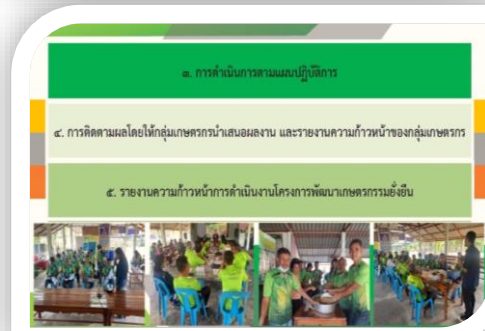 ๓. การดำเนินการตามแผนปฏิบัติการ
๔. การติดตามผลโดยให้กลุ่มเกษตรกรนำเสนอผลงาน และรายงานความก้าวหน้าของกลุ่มเกษตรกร
๕. รายงานความก้าวหน้าการดำเนินงานโครงการพัฒนาเกษตรกรรมยั่งยืน